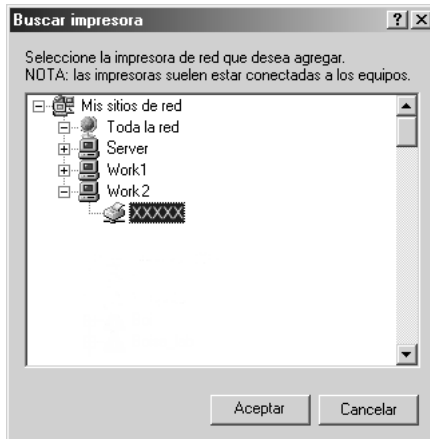 Buscar impresora
Seleccione la impresora de red que desea agregar.
NOTA: las impresoras suelen estar conectadas a los equipos.
Mis sitios de red
Toda la red
Server
Work1
Work2
XXXXX
Aceptar Cancelar